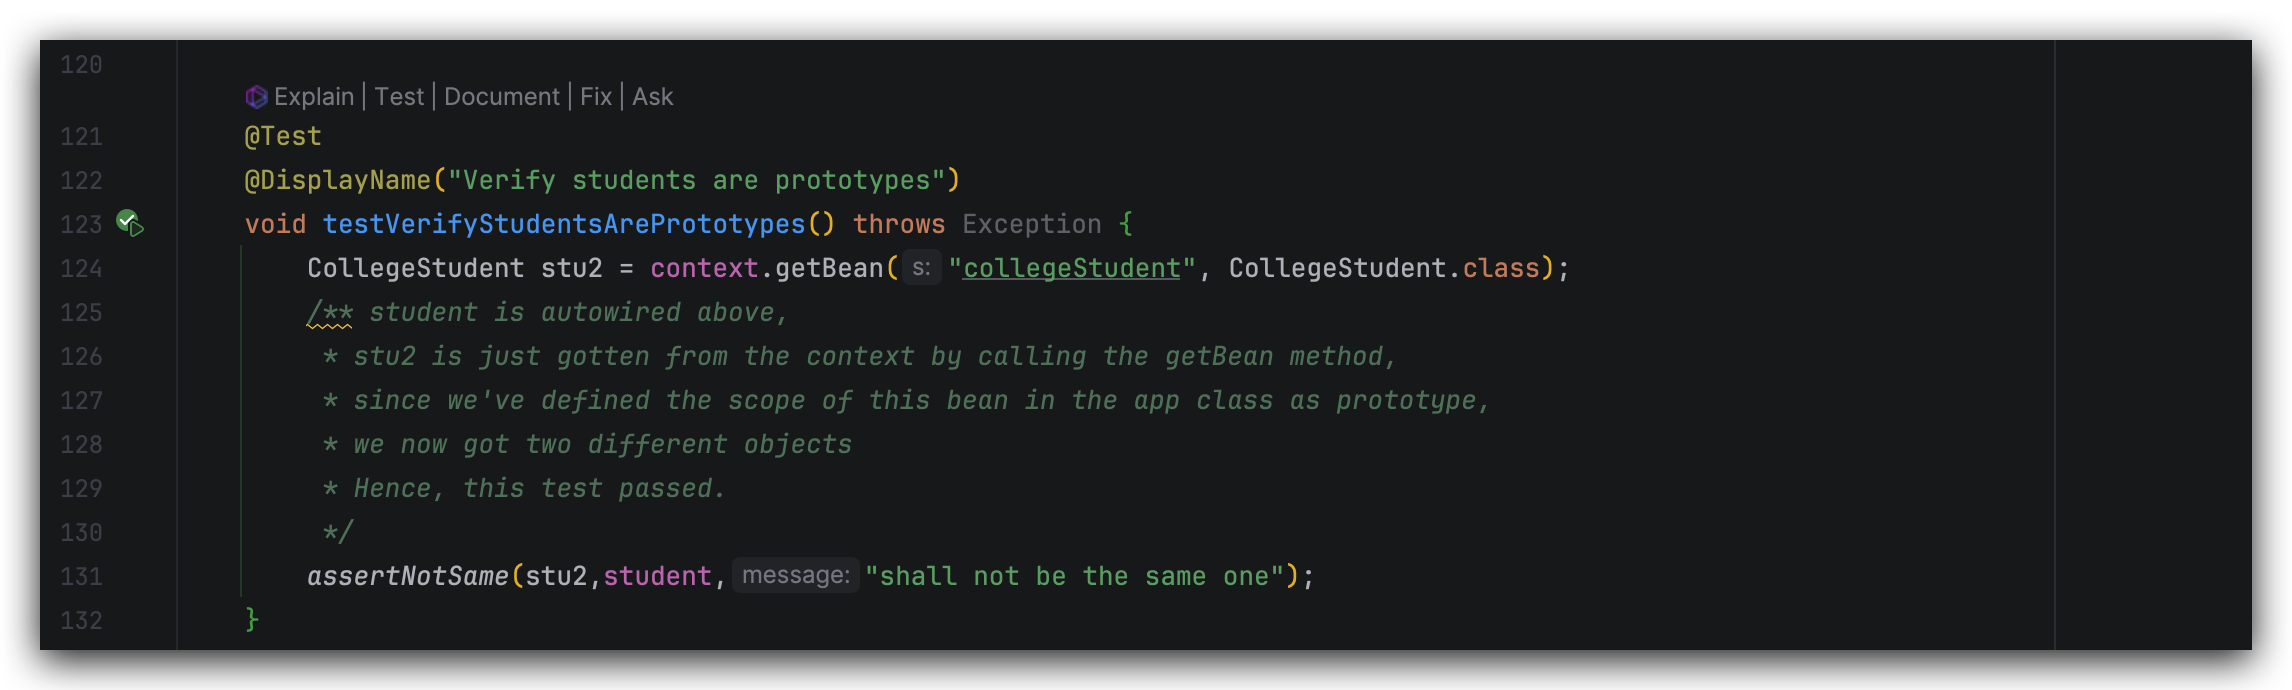 120
Explain | Test | Document | Fix | Ask
121 @Test
122 @DisplayName("Verify students are prototypes")
123 void testVerifyStudentsArePrototypes() throws Exception {
124 CollegeStudent stu2 = context.getBean( s: "collegeStudent", CollegeStudent.class);
125 /** student is autowired above,
126 * stu2 is just gotten from the context by calling the getBean method,
127 * since we've defined the scope of this bean in the app class as prototype,
128 * we now got two different objects
129 * Hence, this test passed.
130 */
131 assertNotSame(stu2,student, message: "shall not be the same one");
132 }